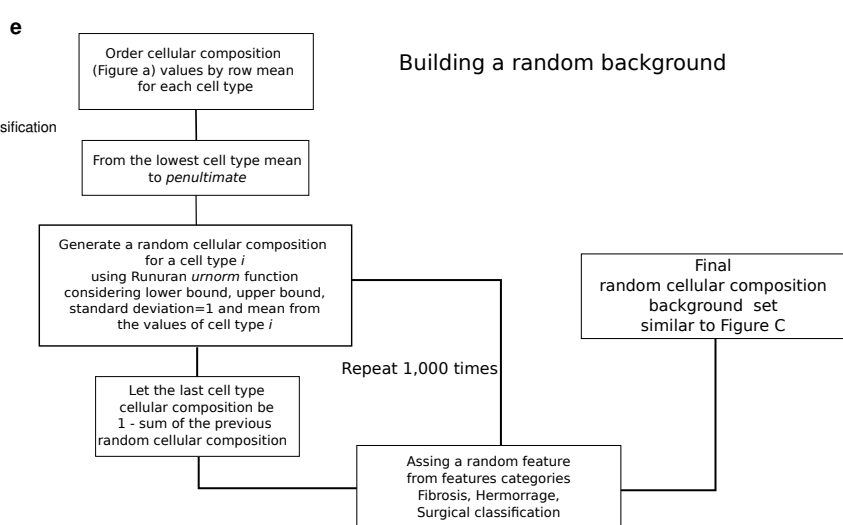 e
Building a random background
Order cellular composition
(Figure a) values by row mean
for each cell type
sification
From the lowest cell type mean
to penultimate
Generate a random cellular composition
for a cell type i
using Runuran urnorm function
considering lower bound, upper bound,
standard deviation=1 and mean from
the values of cell type i
Repeat 1,000 times
Let the last cell type
cellular composition be
1 - sum of the previous
random cellular composition
Assing a random feature
from features categories
Fibrosis, Hermorrage,
Surgical classification
Final
random cellular composition
background set
similar to Figure C